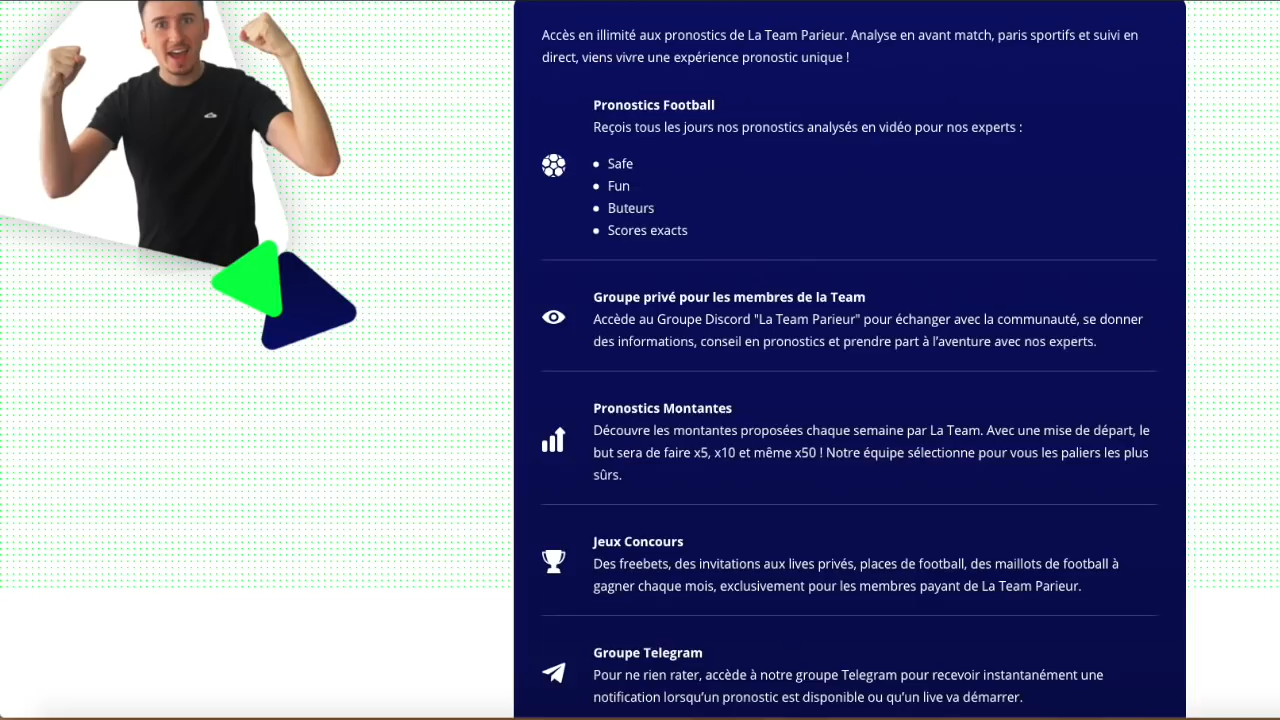 Accès en illimité aux pronostics de La Team Parieur. Analyse en avant match, paris sportifs et suivi en
direct, viens vivre une expérience pronostic unique !
Pronostics Football
Reçois tous les jours nos pronostics analysés en vidéo pour nos experts :
• Safe
• Fun
• Buteurs
• Scores exacts
Groupe privé pour les membres de la Team
Accède au Groupe Discord "La Team Parieur" pour échanger avec la communauté, se donner
des informations, conseil en pronostics et prendre part à l'aventure avec nos experts.
Pronostics Montantes
Découvre les montantes proposées chaque semaine par La Team. Avec une mise de départ, le
but sera de faire x5, x10 et même x50 ! Notre équipe sélectionne pour vous les paliers les plus
sûrs.
Jeux Concours
Des freebets, des invitations aux lives privés, places de football, des maillots de football à
gagner chaque mois, exclusivement pour les membres payant de La Team Parieur.
Groupe Telegram
Pour ne rien rater, accède à notre groupe Telegram pour recevoir instantanément une
notification lorsqu'un pronostic est disponible ou qu'un live va démarrer.